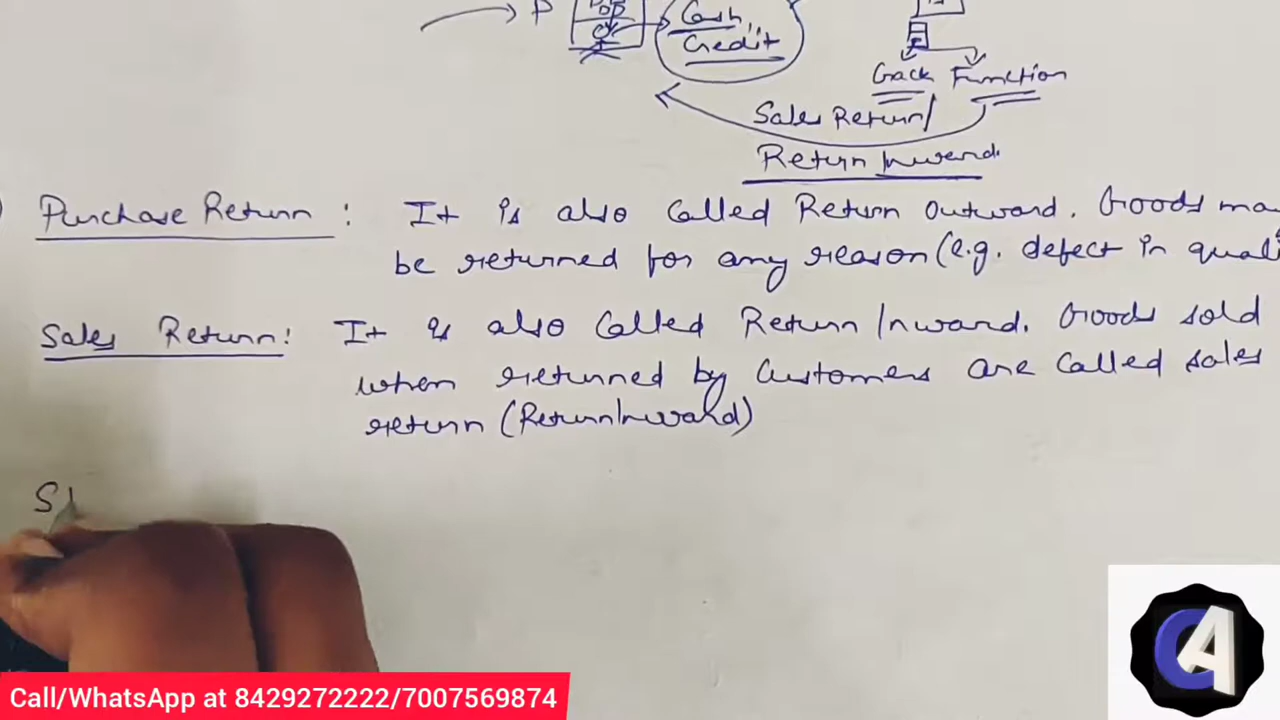 P
Cash
Credit
Function
Sales Return/
Return Inward
Purchase Return : It is also Called Return Outward. Goods ma
be returned for any reason (e.g. defect in quali
Sales Return: It is also Called Return Inward. Goods sold
when returned by Customers are Called sales
return (Return Inward)
S
CA
Call/WhatsApp at 8429272222/7007569874